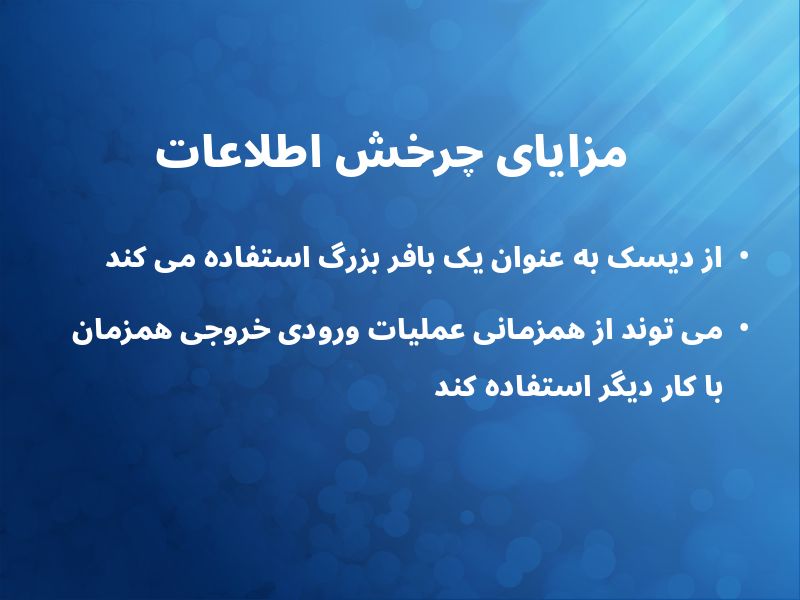 مزایای چرخش اطلاعات
• از دیسک به عنوان یک بافر بزرگ استفاده می کند
• می توند از همزمانی عملیات ورودی خروجی همزمان
با کار دیگر استفاده کند